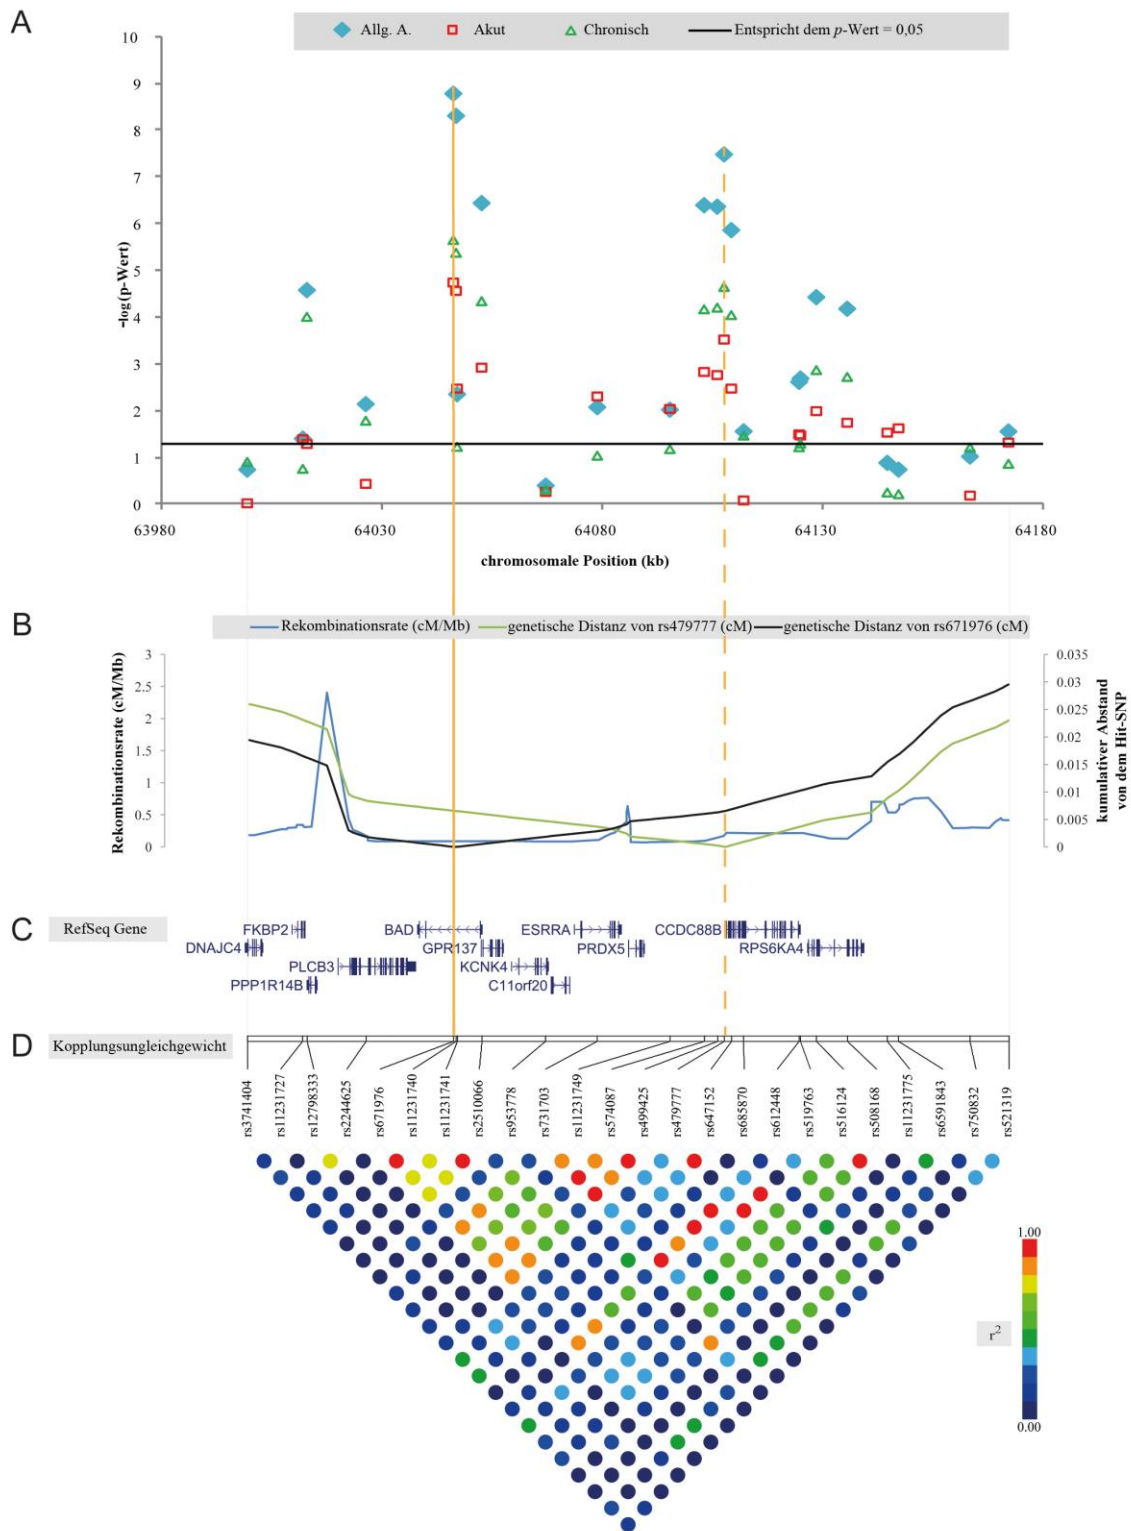 A
Allg. A.
Akut
Chronisch
Entspricht dem p-Wert = 0,05
10
9
8
7
6
5
4
3
2
1
0
-log(p-Wert)
63980
64030
64080
64130
64180
chromosomale Position (kb)
B
Rekombinationsrate (cM/Mb)
genetische Distanz von rs479777 (cM)
genetische Distanz von rs671976 (cM)
Rekombinationsrate (cM/Mb)
3
2.5
2
1.5
1
0.5
0
0.035
0.03
0.025
0.02
0.015
0.01
0.005
0
kumulativer Abstand
von dem Hit-SNP
C
RefSeq Gene
FKBP2
BAD
ESRRA
CCDC88B
DNAJC4
GPR137
PRDX5
RPS6KA4
PLCB3
KCNK4
PPP1R14B
C11orf20
D
Kopplungsungleichgewicht
rs3741404
rs11231727
rs12798333
rs2244625
rs671976
rs11231740
rs11231741
rs2510066
rs953778
rs731703
rs11231749
rs574087
rs499425
rs479777
rs647152
rs685870
rs612448
rs519763
rs516124
rs508168
rs11231775
rs6591843
rs750832
rs521319
1.00
r²
0.00